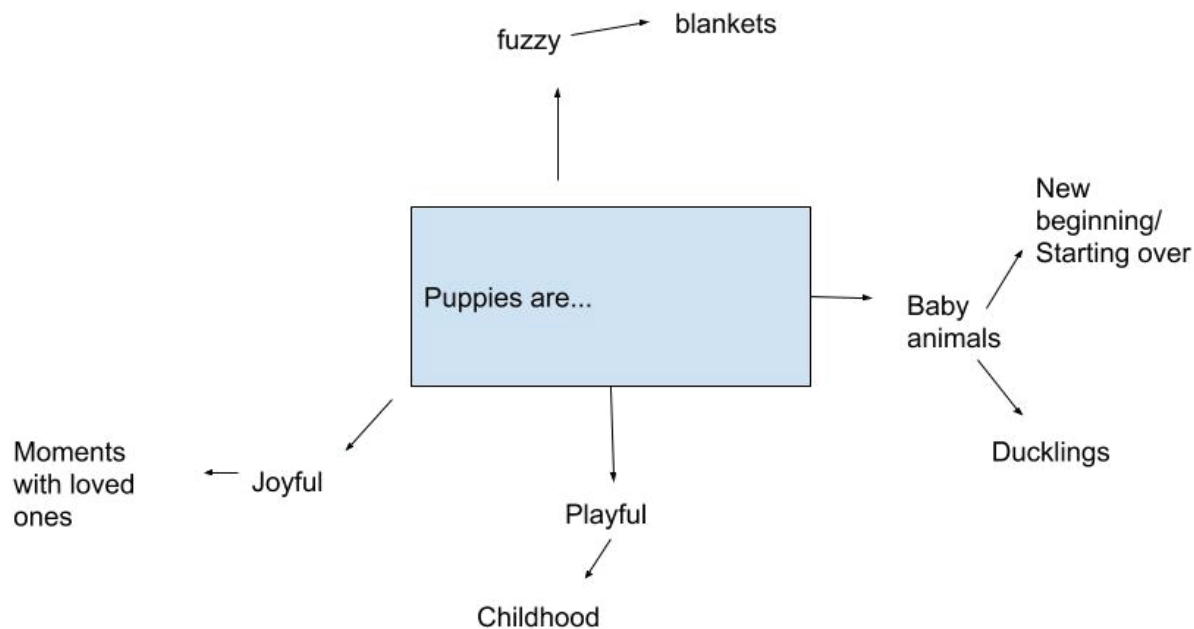 blankets
fuzzy
New
beginning/
Starting over
Puppies are...
Baby
animals
Ducklings
Moments
with loved
ones
Joyful
Playful
Childhood